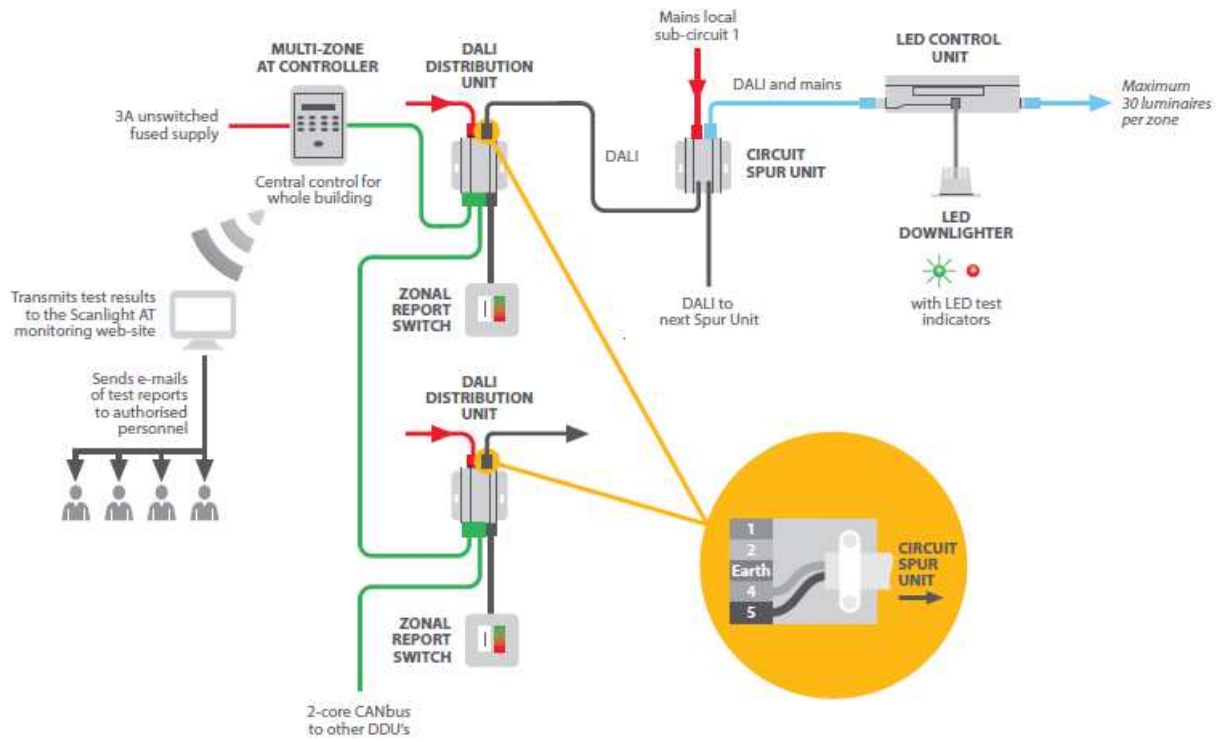 MULTI-ZONE
AT CONTROLLER
3A unswitched
fused supply
Central control for
whole building
Transmits test results
to the Scanlight AT
monitoring web-site
Sends e-mails
of test reports
to authorised
personnel
DALI
DISTRIBUTION
UNIT
ZONAL
REPORT
SWITCH
DALI
DISTRIBUTION
UNIT
ZONAL
REPORT
SWITCH
2-core CANbus
to other DDU's
DALI
Mains local
sub-circuit 1
DALI and mains
CIRCUIT
SPUR UNIT
DALI to
next Spur Unit
LED CONTROL
UNIT
Maximum
30 luminaires
per zone
LED
DOWNLIGHTER
with LED test
indicators
1
2
Earth
4
5
CIRCUIT
SPUR
UNIT